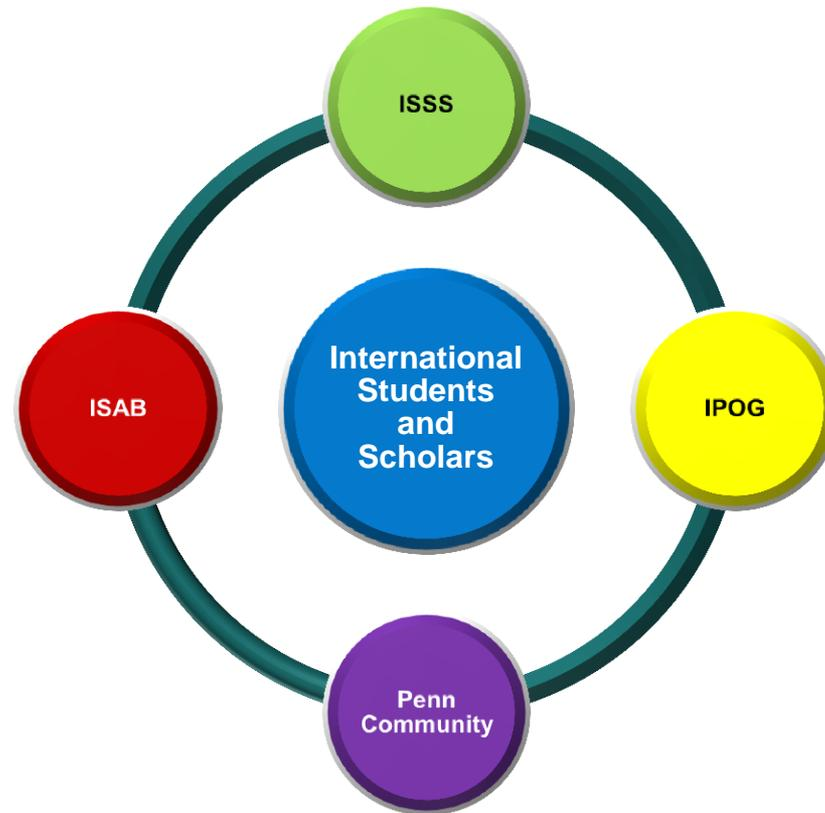 ISSS
International
Students
and
Scholars
ISAB
IPOG
Penn
Community